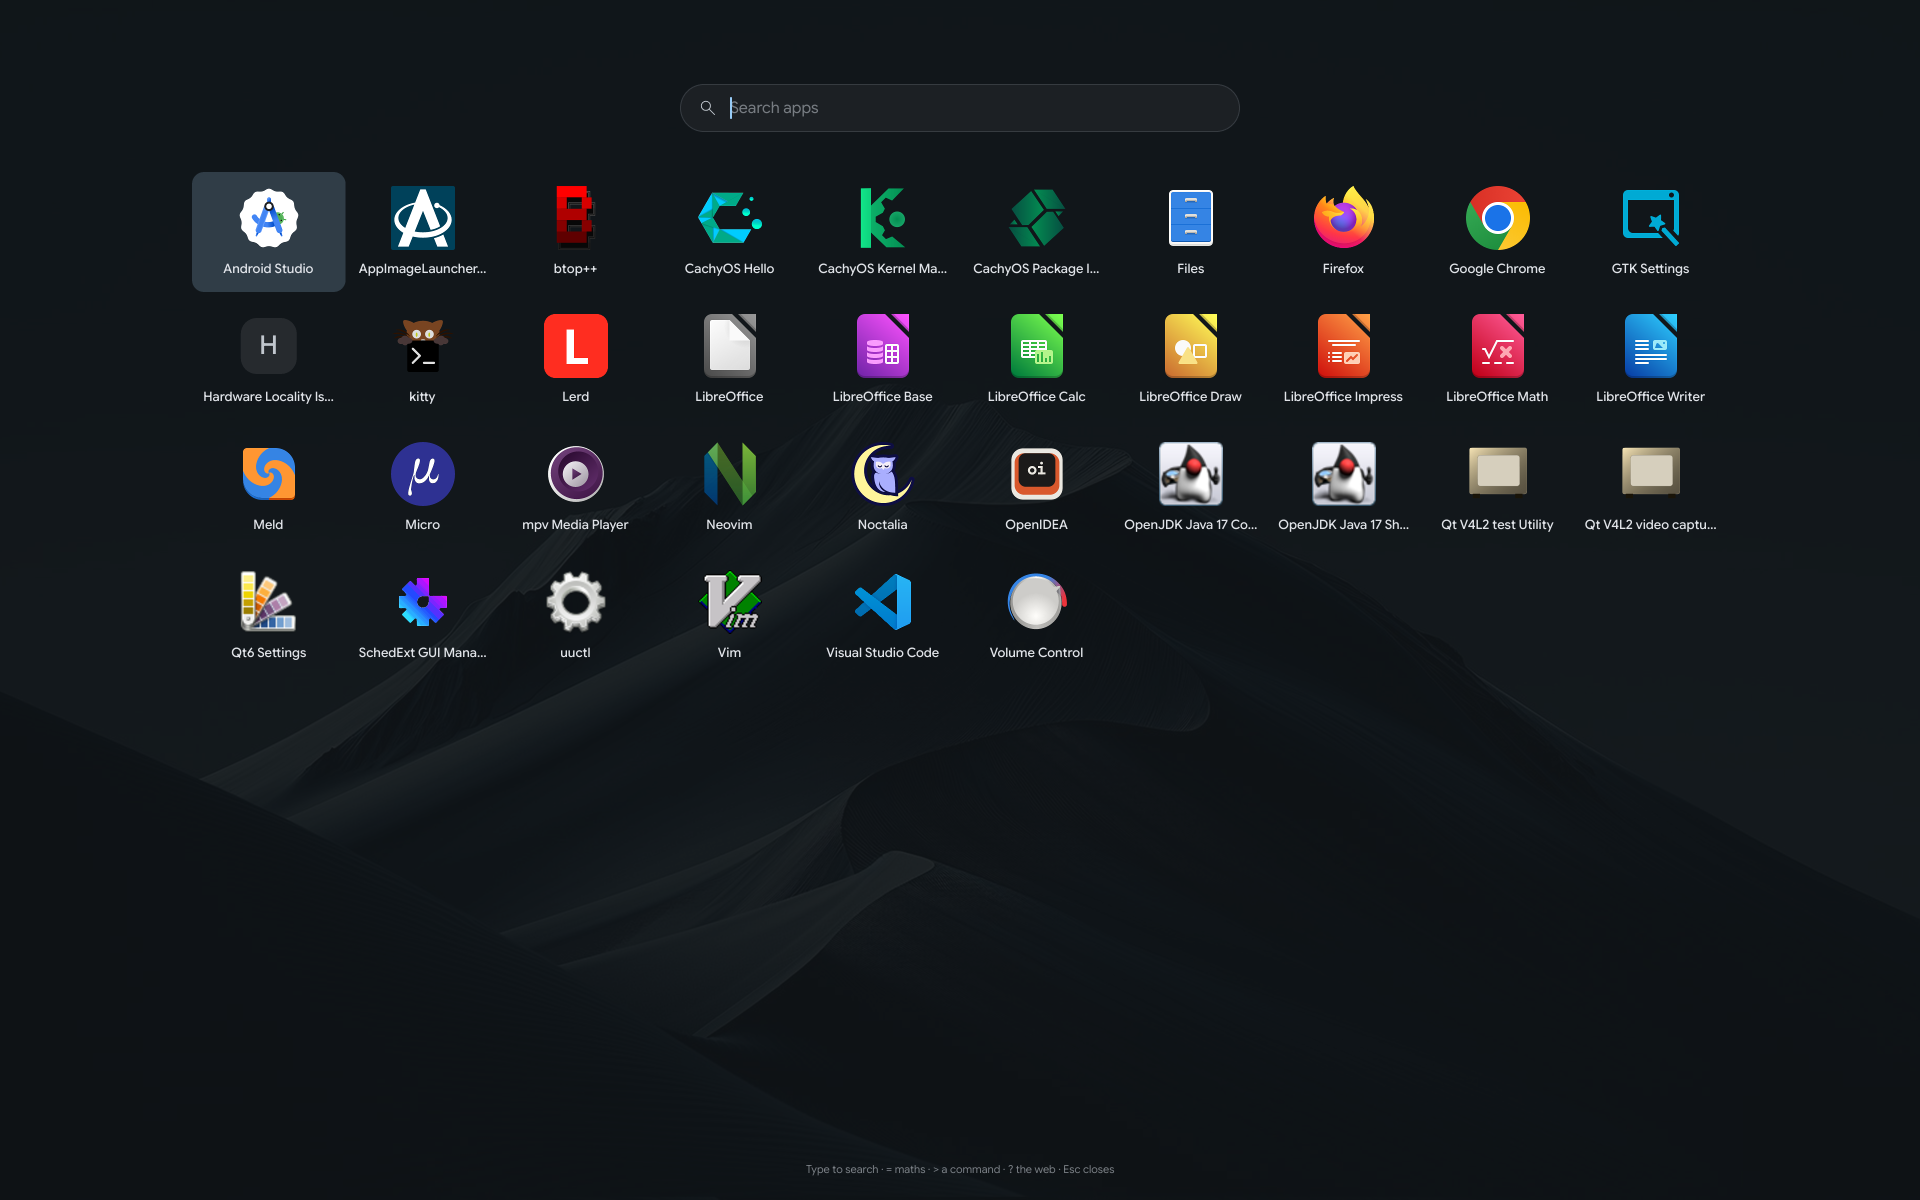 Search apps
Android Studio
AppImageLauncher...
btop++
CachyOS Hello
CachyOS Kernel Ma...
CachyOS Package I...
Files
Firefox
Google Chrome
GTK Settings
H
Hardware Locality Is...
>_
kitty
L
Lerd
LibreOffice
LibreOffice Base
LibreOffice Calc
LibreOffice Draw
LibreOffice Impress
LibreOffice Math
LibreOffice Writer
Meld
μ
Micro
mpv Media Player
Neovim
Noctalia
oi
OpenIDEA
OpenJDK Java 17 Co...
OpenJDK Java 17 Sh...
Qt V4L2 test Utility
Qt V4L2 video captu...
Qt6 Settings
SchedExt GUI Mana...
uuctl
Vim
Vim
Visual Studio Code
Volume Control
Type to search · = maths · > a command · ? the web · Esc closes